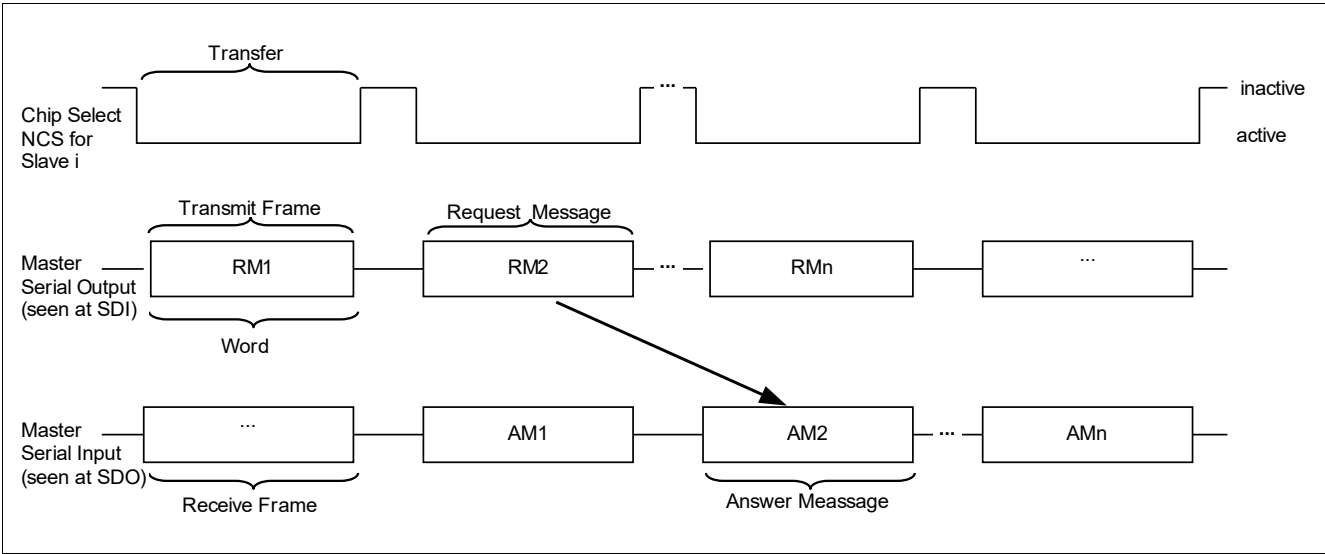 Transfer
...
inactive
Chip Select
NCS for
Slave i
active
Transmit Frame
Request Message
Master
Serial Output
(seen at SDI)
RM1
RM2
...
RMn
...
Word
Master
Serial Input
(seen at SDO)
...
AM1
AM2
...
AMn
Receive Frame
Answer Meassage